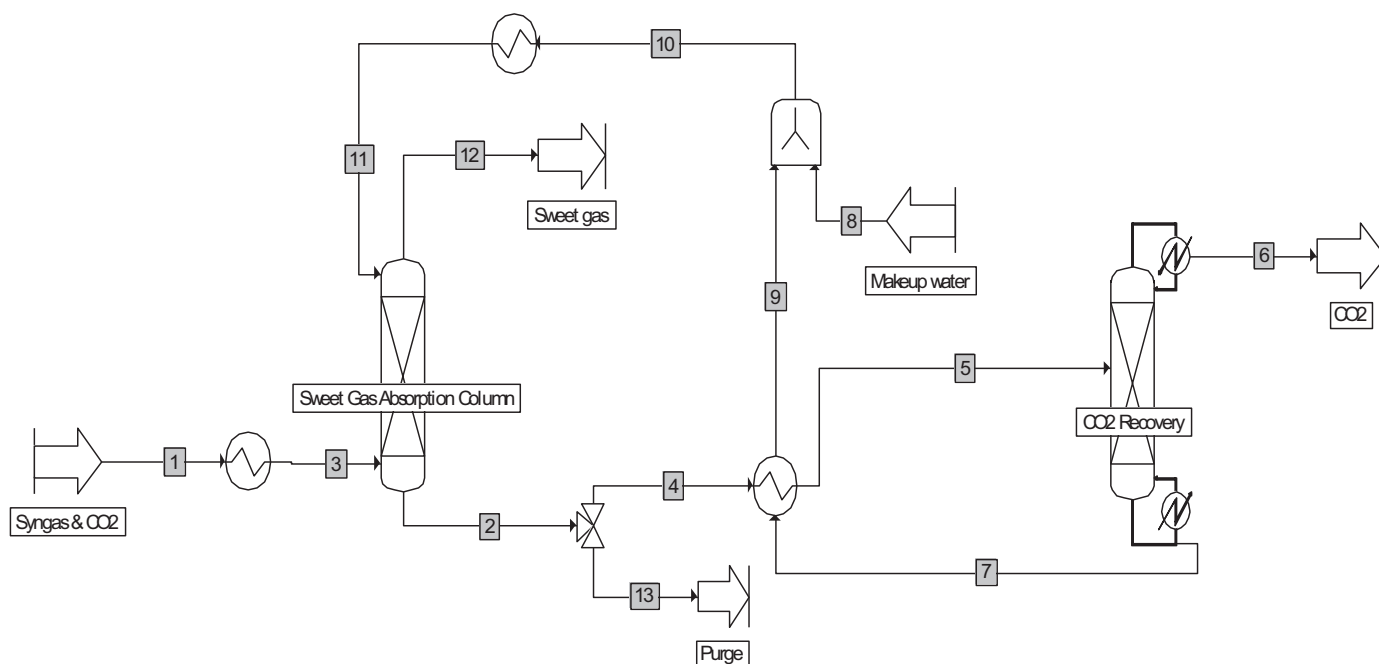 10
11
12
Sweet gas
8
Makeup water
6
CO2
9
5
Sweet Gas Absorption Column
CO2 Recovery
1
3
4
Syngas & CO2
2
7
13
Purge